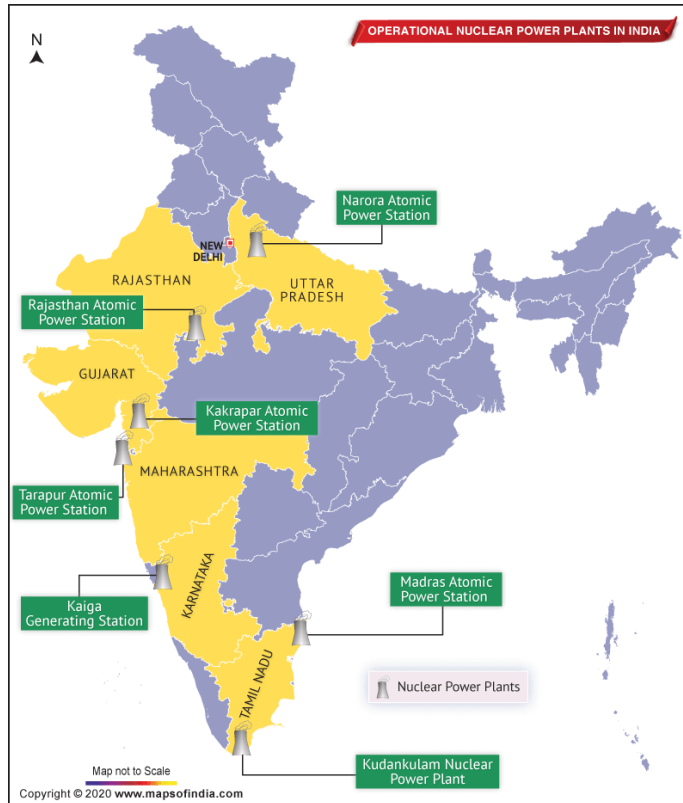 OPERATIONAL NUCLEAR POWER PLANTS IN INDIA
N
Narora Atomic
Power Station
NEW
DELHI
RAJASTHAN
UTTAR
PRADESH
Rajasthan Atomic
Power Station
GUJARAT
Kakrapar Atomic
Power Station
MAHARASHTRA
Tarapur Atomic
Power Station
KARNATAKA
Kaiga
Generating Station
Madras Atomic
Power Station
TAMIL NADU
Nuclear Power Plants
Kudankulam Nuclear
Power Plant
Map not to Scale
Copyright © 2020 www.mapsofindia.com